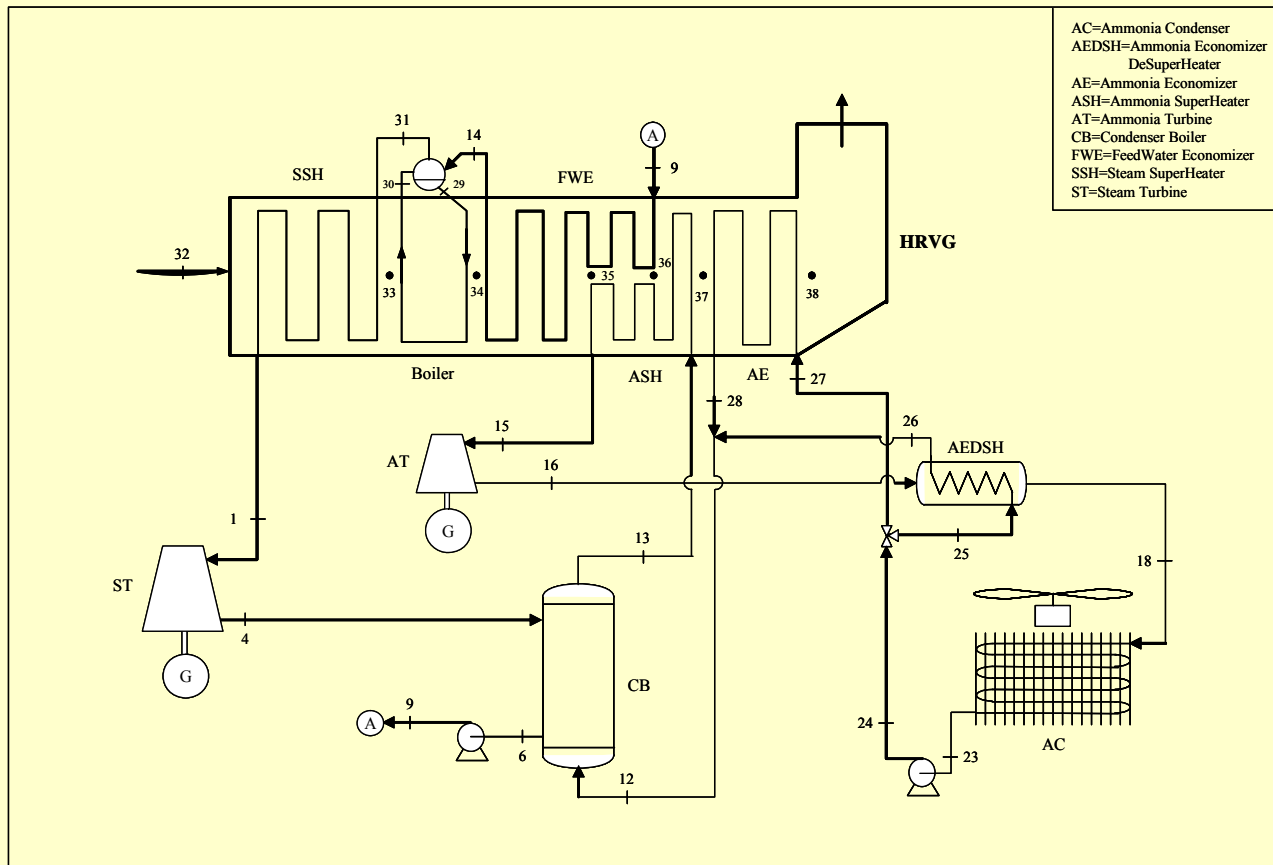 AC=Ammonia Condenser
AEDSH=Ammonia Economizer
DeSuperHeater
AE=Ammonia Economizer
ASH=Ammonia SuperHeater
AT=Ammonia Turbine
CB=Condenser Boiler
FWE=FeedWater Economizer
SSH=Steam SuperHeater
ST=Steam Turbine
31
14
A
SSH
30
29
FWE
9
HRVG
32
33
34
35
36
37
38
Boiler
ASH
AE
27
28
15
26
AEDSH
AT
16
G
1
13
25
18
ST
4
G
CB
A
9
6
24
AC
23
12